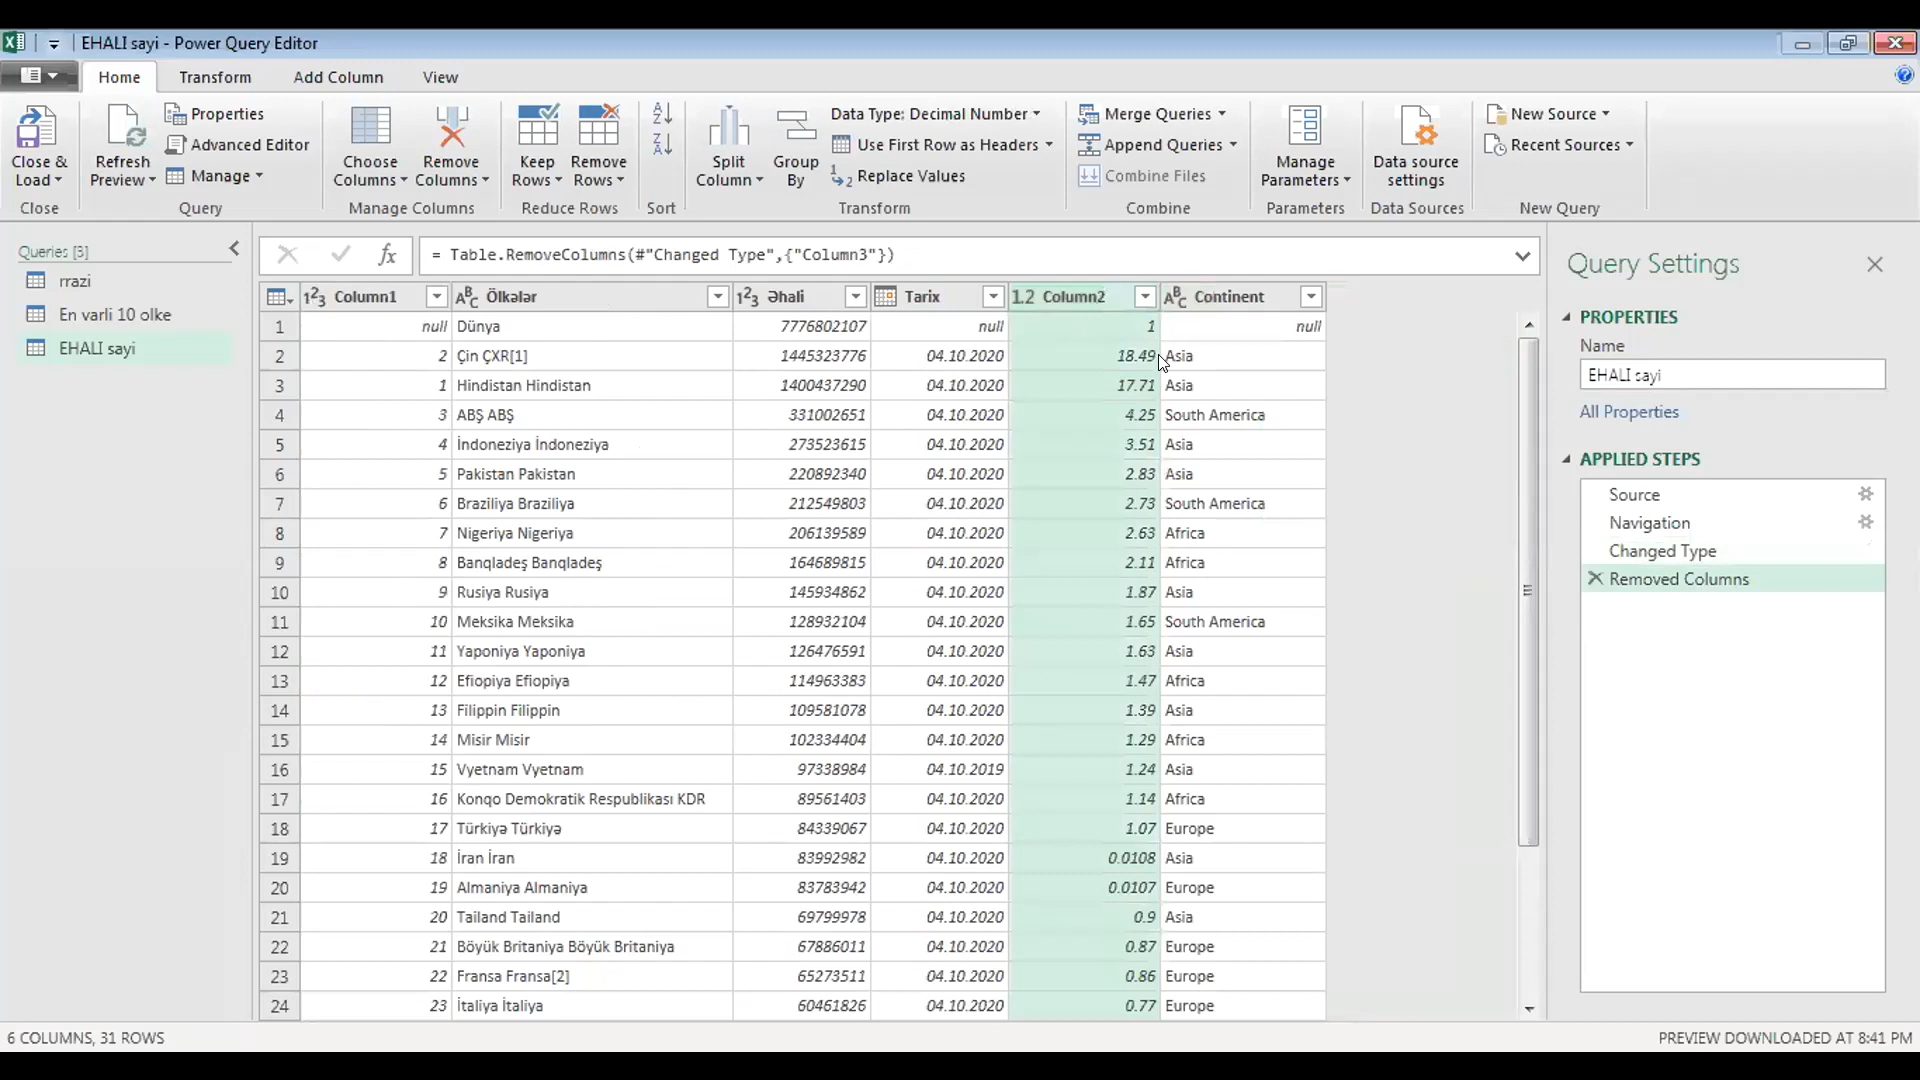 EHALI sayi - Power Query Editor
Home Transform Add Column View
Close & Load
Close
Refresh Preview
Properties
Advanced Editor
Manage
Query
Choose Columns
Remove Columns
Manage Columns
Keep Rows
Remove Rows
Reduce Rows
Sort
Split Column
Group By
Data Type: Decimal Number
Use First Row as Headers
Replace Values
Transform
Merge Queries
Append Queries
Combine Files
Combine
Manage Parameters
Parameters
Data source settings
Data Sources
New Source
Recent Sources
New Query
Queries [3]
rrazi
En varli 10 olke
EHALI sayi
= Table.RemoveColumns(#"Changed Type",{"Column3"})
Column1 Ölkələr Əhali Tarix 1.2 Column2 Continent
1 null Dünya 7776802107 null 1 null
2 2 Çin ÇXR[1] 1445323776 04.10.2020 18.49 Asia
3 1 Hindistan Hindistan 1400437290 04.10.2020 17.71 Asia
4 3 ABŞ ABŞ 331002651 04.10.2020 4.25 South America
5 4 İndoneziya İndoneziya 273523615 04.10.2020 3.51 Asia
6 5 Pakistan Pakistan 220892340 04.10.2020 2.83 Asia
7 6 Braziliya Braziliya 212549803 04.10.2020 2.73 South America
8 7 Nigeriya Nigeriya 206139589 04.10.2020 2.63 Africa
9 8 Banqladeş Banqladeş 164689815 04.10.2020 2.11 Africa
10 9 Rusiya Rusiya 145934862 04.10.2020 1.87 Asia
11 10 Meksika Meksika 128932104 04.10.2020 1.65 South America
12 11 Yaponiya Yaponiya 126476591 04.10.2020 1.63 Asia
13 12 Efiopiya Efiopiya 114963383 04.10.2020 1.47 Africa
14 13 Filippin Filippin 109581078 04.10.2020 1.39 Asia
15 14 Misir Misir 102334404 04.10.2020 1.29 Africa
16 15 Vyetnam Vyetnam 97338984 04.10.2019 1.24 Asia
17 16 Konqo Demokratik Respublikası KDR 89561403 04.10.2020 1.14 Africa
18 17 Türkiyə Türkiyə 84339067 04.10.2020 1.07 Europe
19 18 İran İran 83992982 04.10.2020 0.0108 Asia
20 19 Almaniya Almaniya 83783942 04.10.2020 0.0107 Europe
21 20 Tailand Tailand 69799978 04.10.2020 0.9 Asia
22 21 Böyük Britaniya Böyük Britaniya 67886011 04.10.2020 0.87 Europe
23 22 Fransa Fransa[2] 65273511 04.10.2020 0.86 Europe
24 23 İtaliya İtaliya 60461826 04.10.2020 0.77 Europe
Query Settings
PROPERTIES
Name
EHALI sayi
All Properties
APPLIED STEPS
Source
Navigation
Changed Type
Removed Columns
6 COLUMNS, 31 ROWS
PREVIEW DOWNLOADED AT 8:41 PM